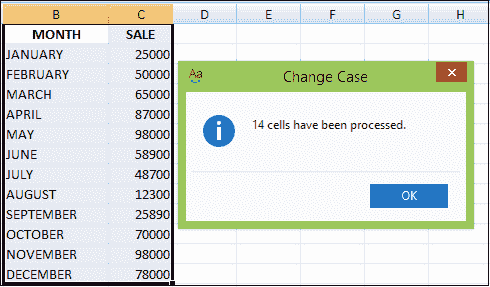 B C D E F G H
MONTH SALE
JANUARY 25000
FEBRUARY 50000
MARCH 65000
APRIL 87000
MAY 98000
JUNE 58900
JULY 48700
AUGUST 12300
SEPTEMBER 25890
OCTOBER 70000
NOVEMBER 98000
DECEMBER 78000
Aa Change Case
14 cells have been processed.
OK